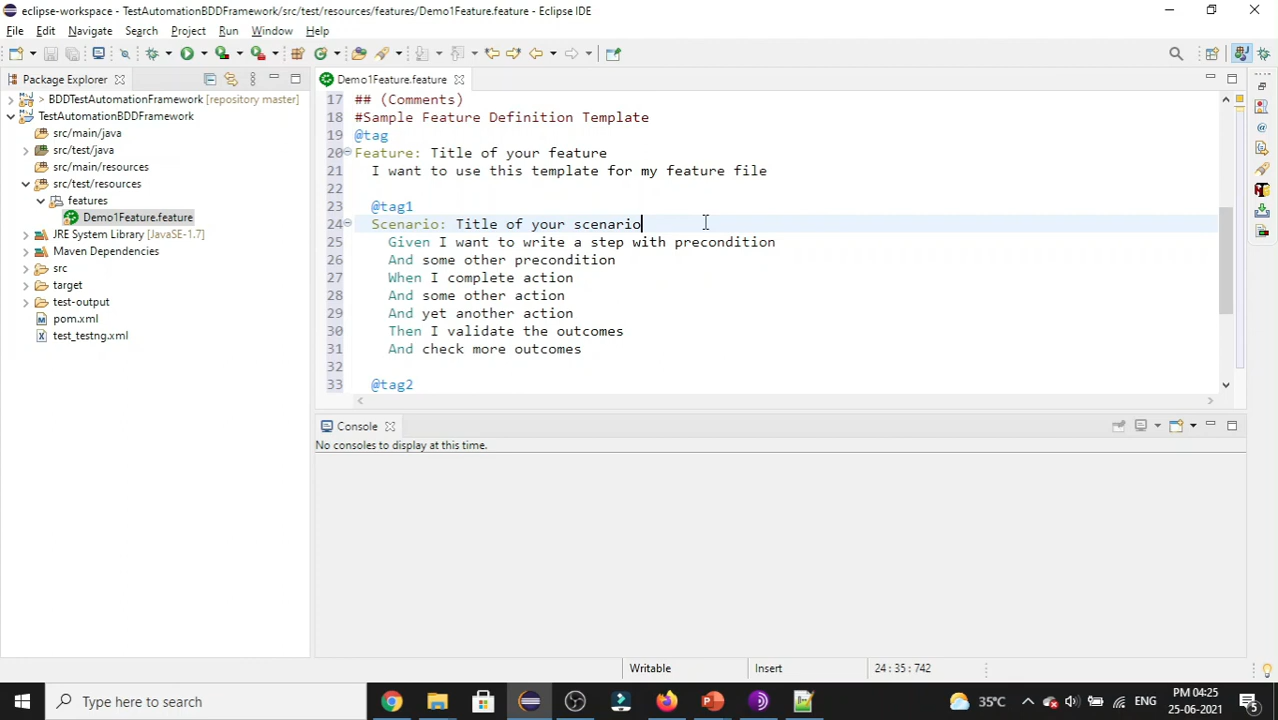 eclipse-workspace - TestAutomationBDDFramework/src/test/resources/features/Demo1Feature.feature - Eclipse IDE
File Edit Navigate Search Project Run Window Help
Package Explorer
BDDTestAutomationFramework [repository master]
TestAutomationBDDFramework
src/main/java
src/test/java
src/main/resources
src/test/resources
features
Demo1Feature.feature
JRE System Library [JavaSE-1.7]
Maven Dependencies
src
target
test-output
pom.xml
test_testng.xml
Demo1Feature.feature
17 ## (Comments)
18 #Sample Feature Definition Template
19 @tag
20 Feature: Title of your feature
21 I want to use this template for my feature file
22
23 @tag1
24 Scenario: Title of your scenario
25 Given I want to write a step with precondition
26 And some other precondition
27 When I complete action
28 And some other action
29 And yet another action
30 Then I validate the outcomes
31 And check more outcomes
32
33 @tag2
Console
No consoles to display at this time.
Writable Insert 24 : 35 : 742
Type here to search
35°C ENG
PM 04:25
25-06-2021
5